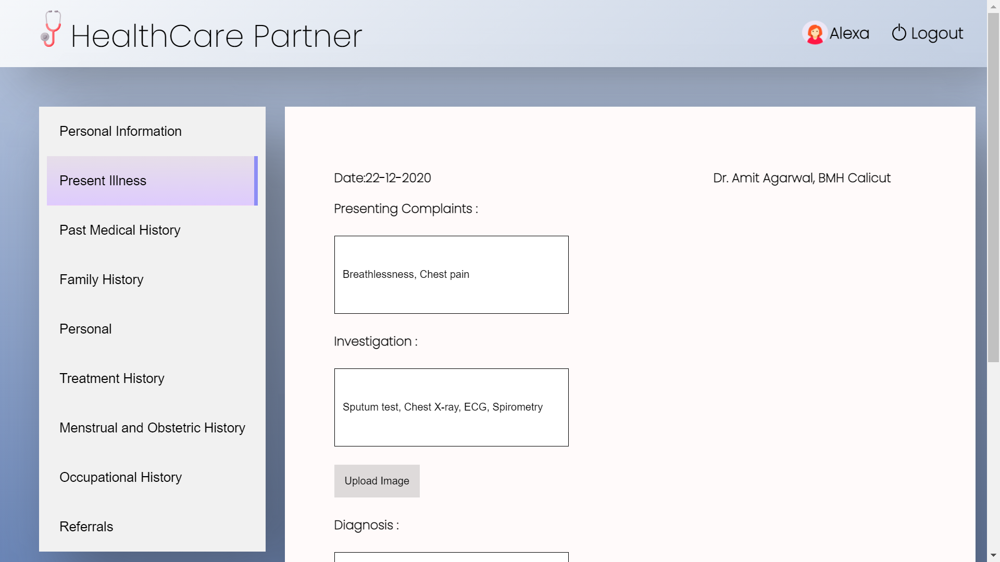 HealthCare Partner
Alexa
Logout
Personal Information
Present Illness
Past Medical History
Family History
Personal
Treatment History
Menstrual and Obstetric History
Occupational History
Referrals
Date:22-12-2020
Dr. Amit Agarwal, BMH Calicut
Presenting Complaints :
Breathlessness, Chest pain
Investigation :
Sputum test, Chest X-ray, ECG, Spirometry
Upload Image
Diagnosis :